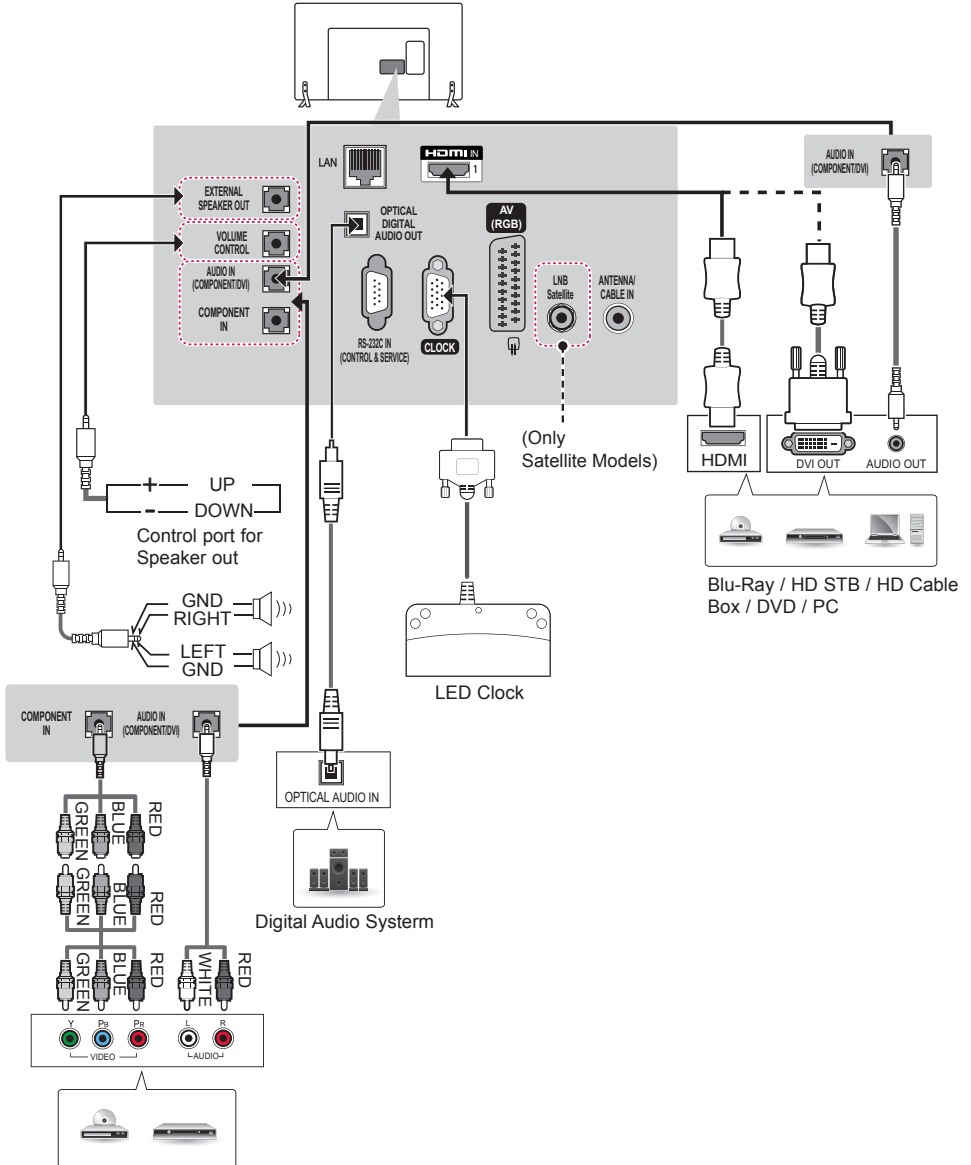 LAN
HDMI IN
1
AUDIO IN
(COMPONENT/DVI)
EXTERNAL
SPEAKER OUT
OPTICAL
DIGITAL
AUDIO OUT
AV
(RGB)
VOLUME
CONTROL
AUDIO IN
(COMPONENT/DVI)
LNB
Satellite
ANTENNA/
CABLE IN
COMPONENT
IN
RS-232C IN
(CONTROL & SERVICE)
CLOCK
(Only
Satellite Models)
HDMI
DVI OUT
AUDIO OUT
+ UP
- DOWN
Control port for
Speaker out
Blu-Ray / HD STB / HD Cable
Box / DVD / PC
GND
RIGHT
LEFT
GND
LED Clock
COMPONENT
IN
AUDIO IN
(COMPONENT/DVI)
OPTICAL AUDIO IN
GREEN
BLUE
RED
GREEN
BLUE
RED
Digital Audio Systerm
GREEN
BLUE
RED
WHITE
RED
Y
PB
PR
L
R
VIDEO
AUDIO